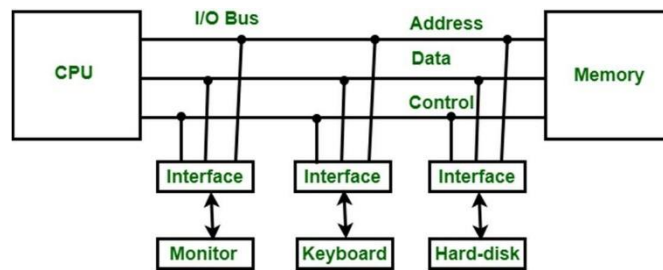 I/O Bus
Address
CPU
Data
Memory
Control
Interface
Interface
Interface
Monitor
Keyboard
Hard-disk